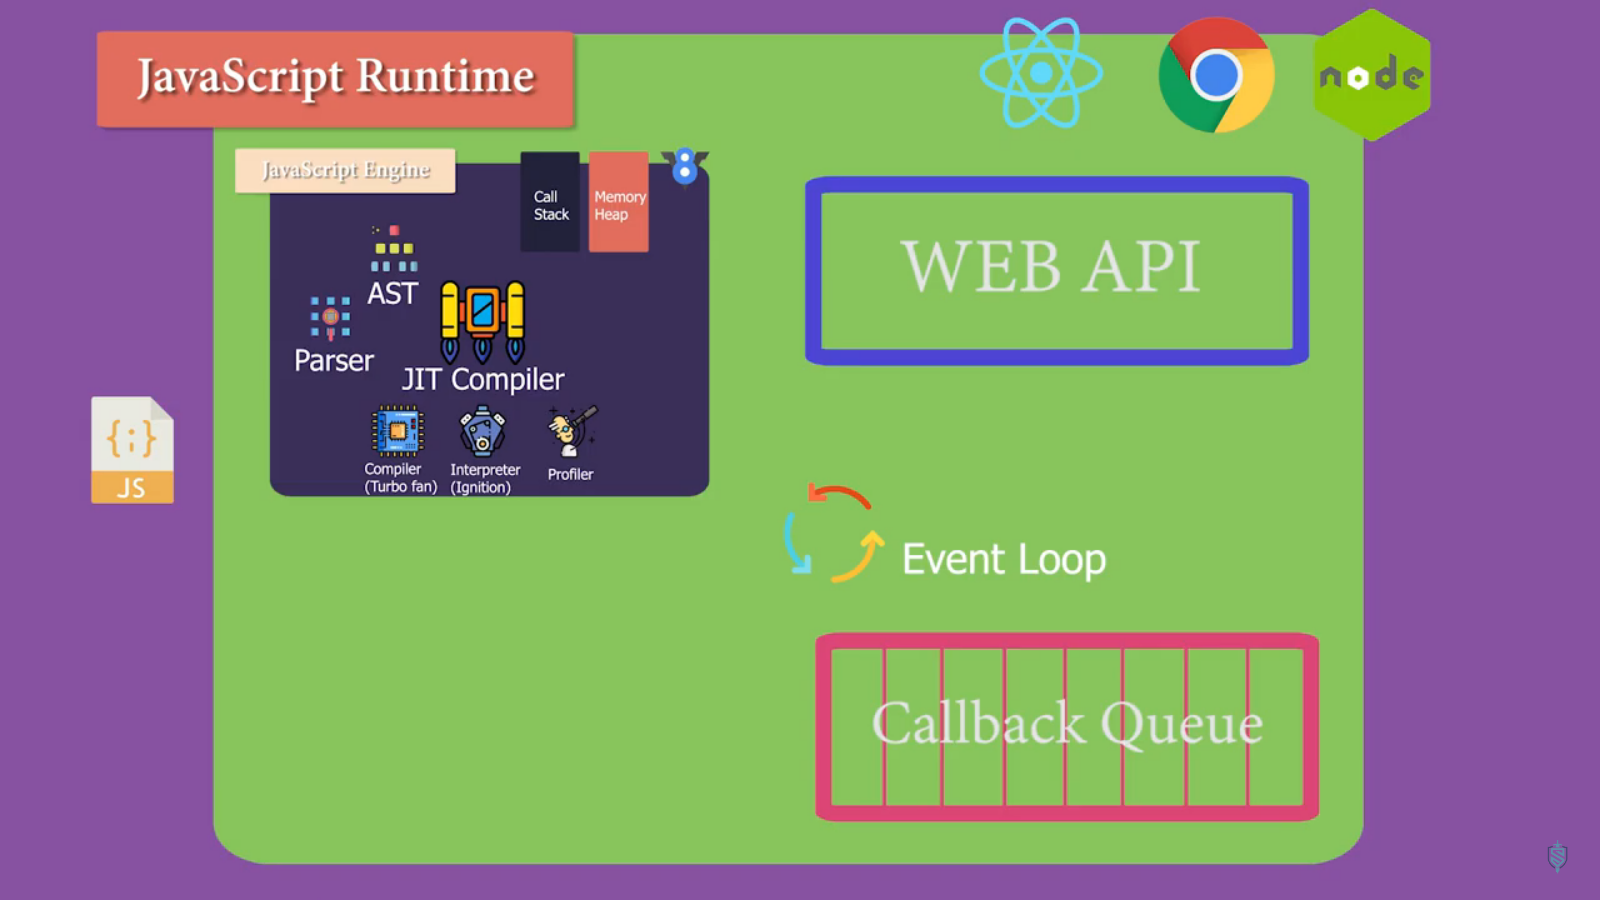 JavaScript Runtime
node
JavaScript Engine
Call
Stack
Memory
Heap
8
AST
Parser
JIT Compiler
Compiler
(Turbo fan)
Interpreter
(Ignition)
Profiler
WEB API
{;}
JS
Event Loop
Callback Queue